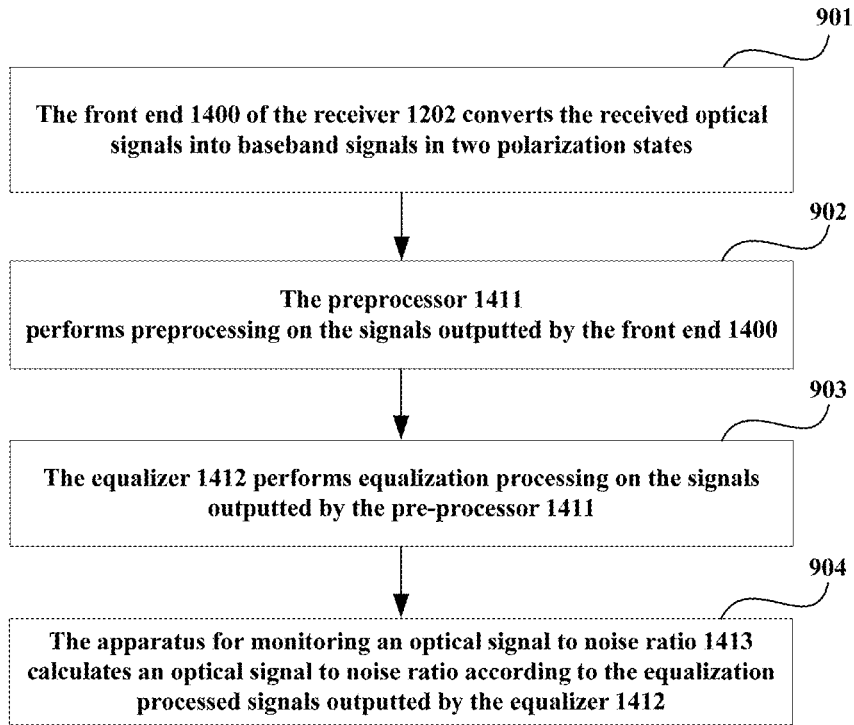 901
The front end 1400 of the receiver 1202 converts the received optical
signals into baseband signals in two polarization states
902
The preprocessor 1411
performs preprocessing on the signals outputted by the front end 1400
903
The equalizer 1412 performs equalization processing on the signals
outputted by the pre-processor 1411
904
The apparatus for monitoring an optical signal to noise ratio 1413
calculates an optical signal to noise ratio according to the equalization
processed signals outputted by the equalizer 1412